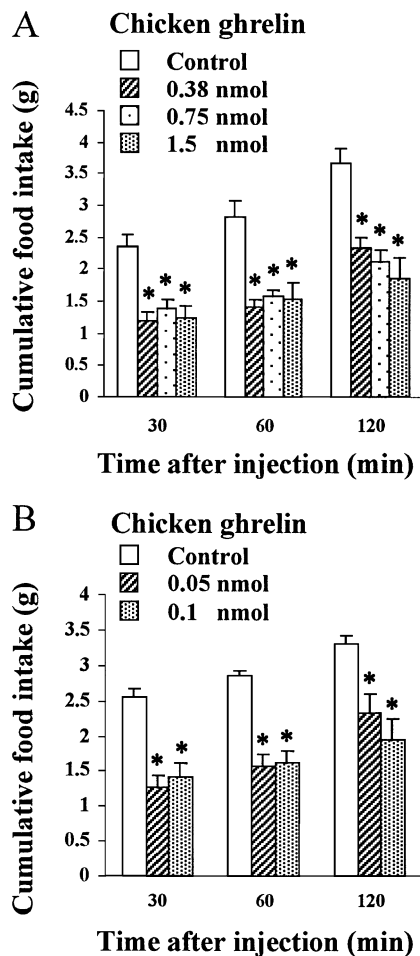 A
Chicken ghrelin
Control
0.38 nmol
0.75 nmol
1.5 nmol
Cumulative food intake (g)
4.5
4
3.5
3
2.5
2
1.5
1
0.5
0
* * *
* * *
* * *
30 60 120
Time after injection (min)
B
Chicken ghrelin
Control
0.05 nmol
0.1 nmol
Cumulative food intake (g)
4
3.5
3
2.5
2
1.5
1
0.5
0
* *
* *
* *
30 60 120
Time after injection (min)